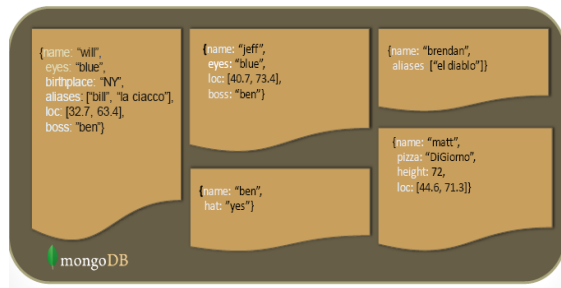 {name: “will”,
eyes: “blue”,
birthplace: “NY”,
aliases: [“bill”, “la ciacco”],
loc: [32.7, 63.4],
boss: “ben”}
{name: “jeff”,
eyes: “blue”,
loc: [40.7, 73.4],
boss: “ben”}
{name: “ben”,
hat: “yes”}
{name: “brendan”,
aliases [“el diablo”]}
{name: “matt”,
pizza: “DiGiorno”,
height: 72,
loc: [44.6, 71.3]}
mongoDB